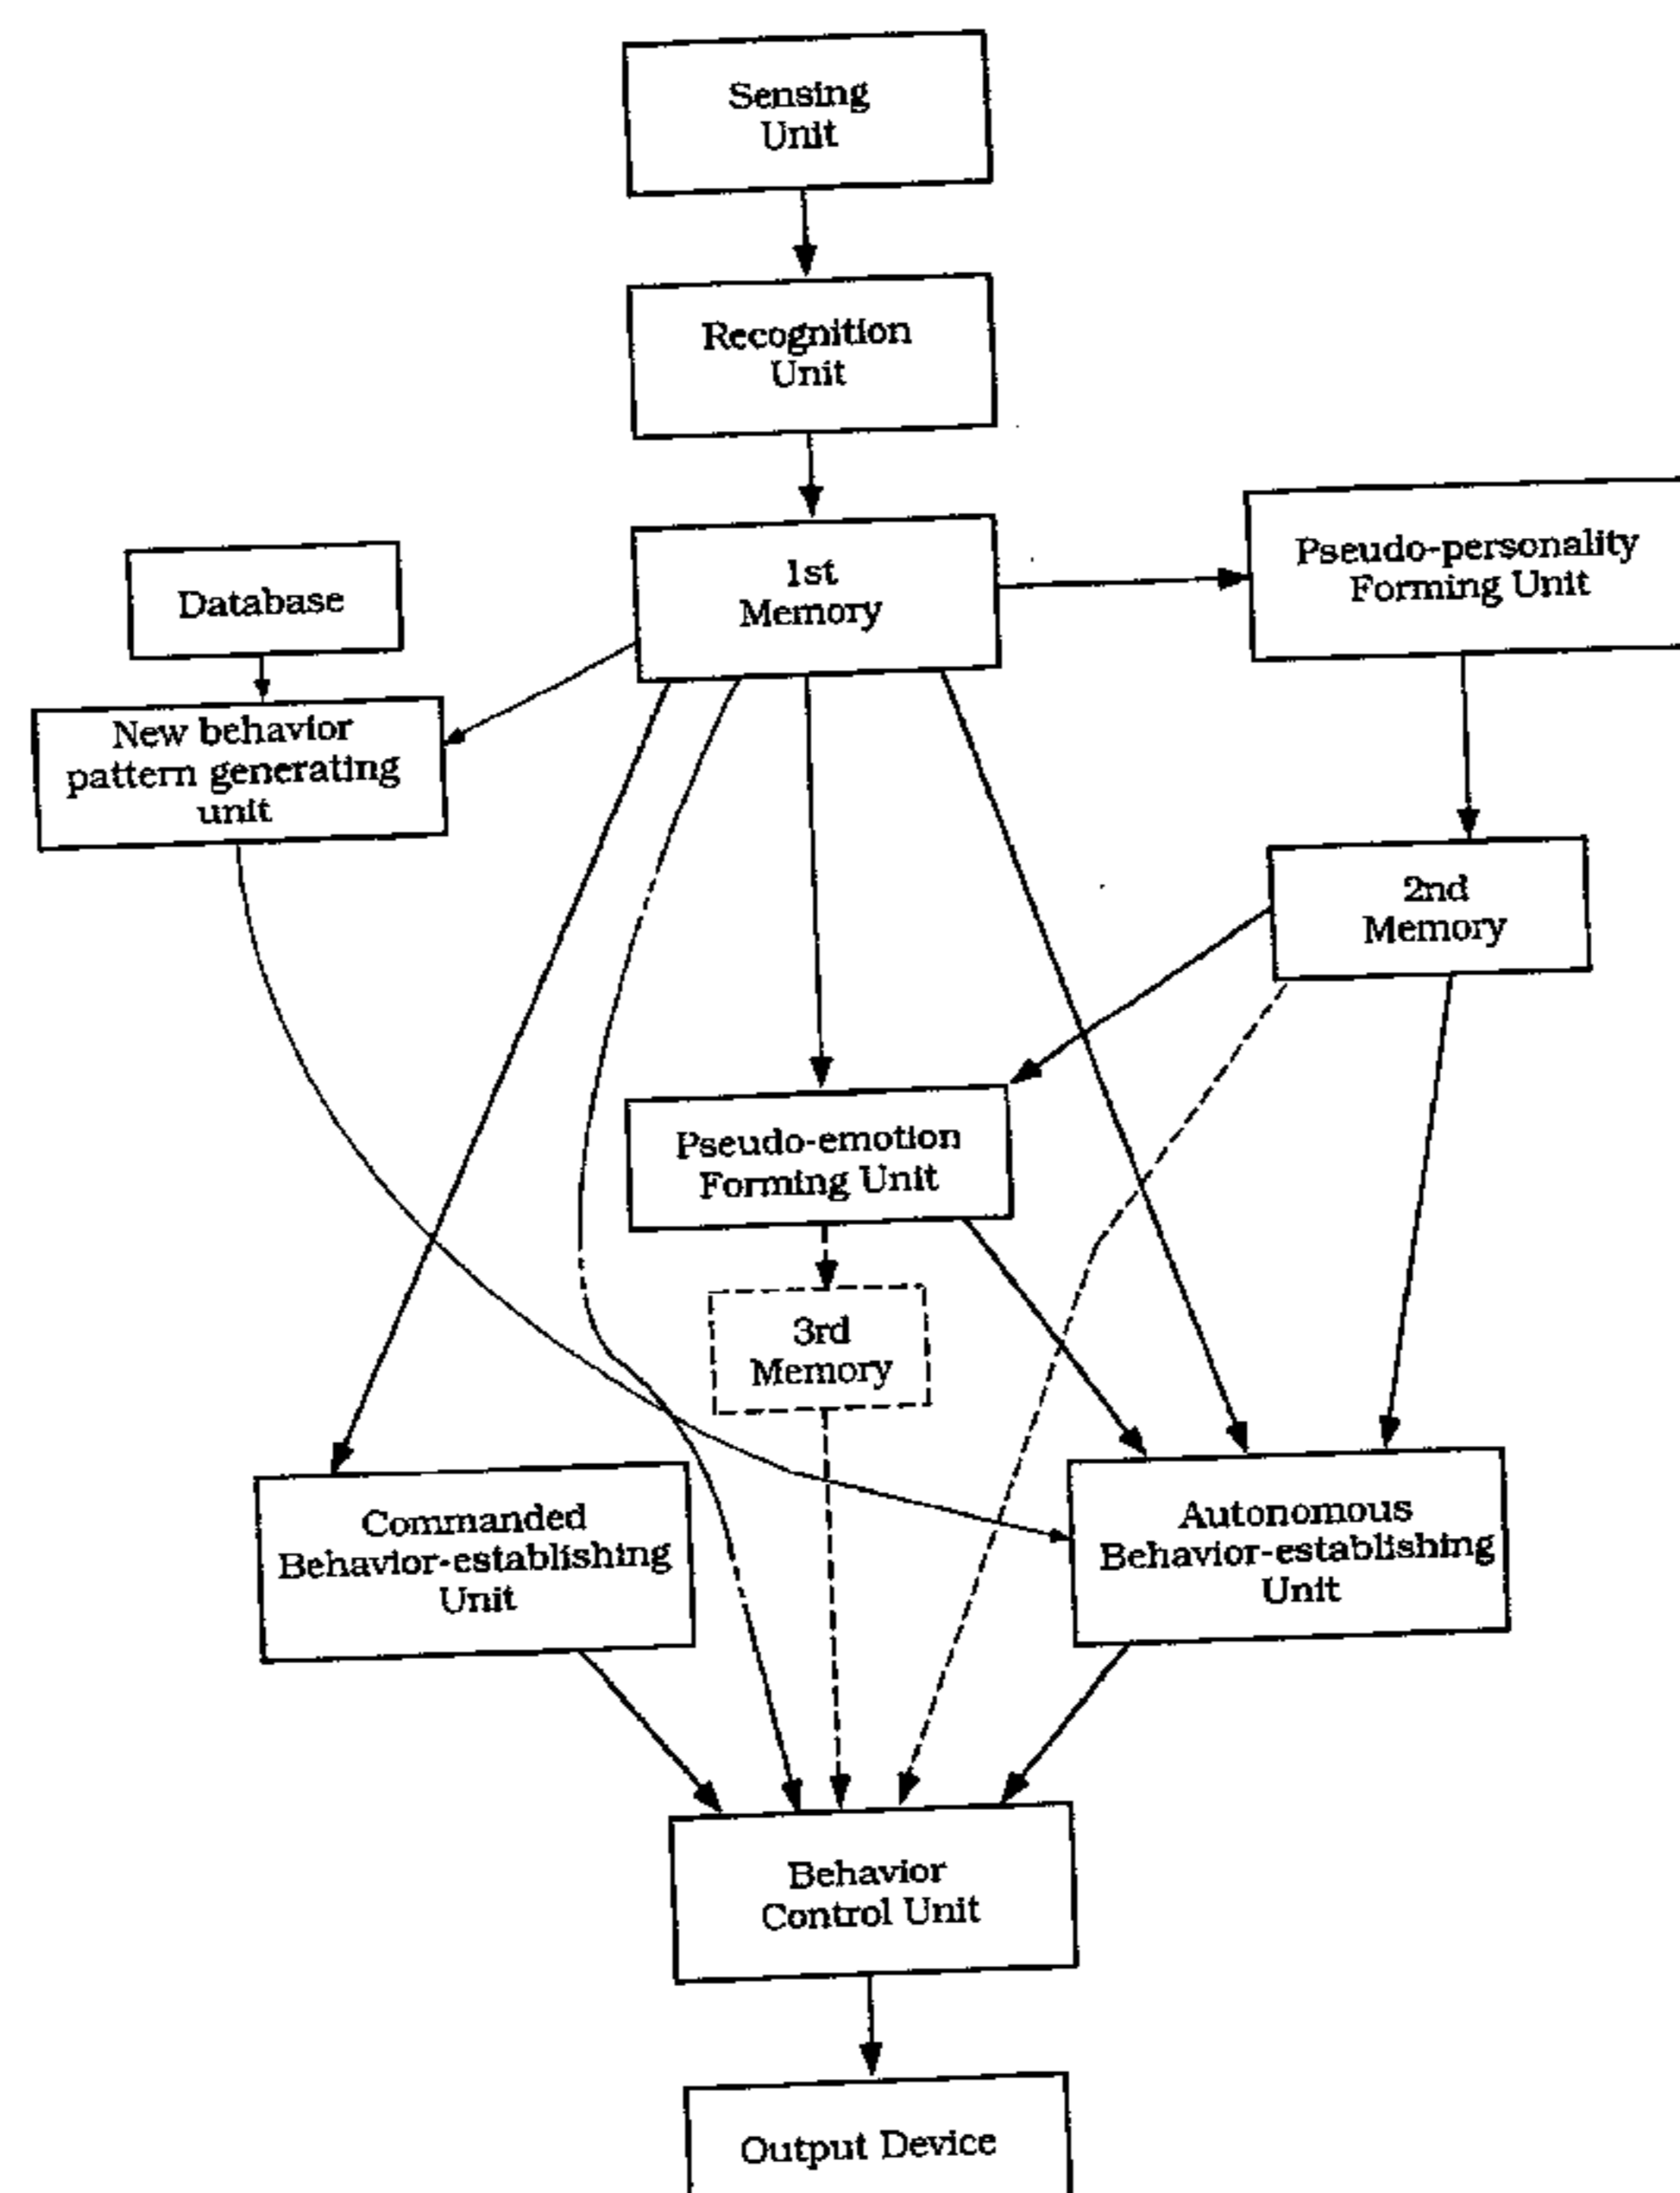 Sensing
Unit
Recognition
Unit
1st
Memory
Pseudo-personality
Forming Unit
Database
New behavior
pattern generating
unit
2nd
Memory
Pseudo-emotion
Forming Unit
3rd
Memory
Commanded
Behavior-establishing
Unit
Autonomous
Behavior-establishing
Unit
Behavior
Control Unit
Output Device